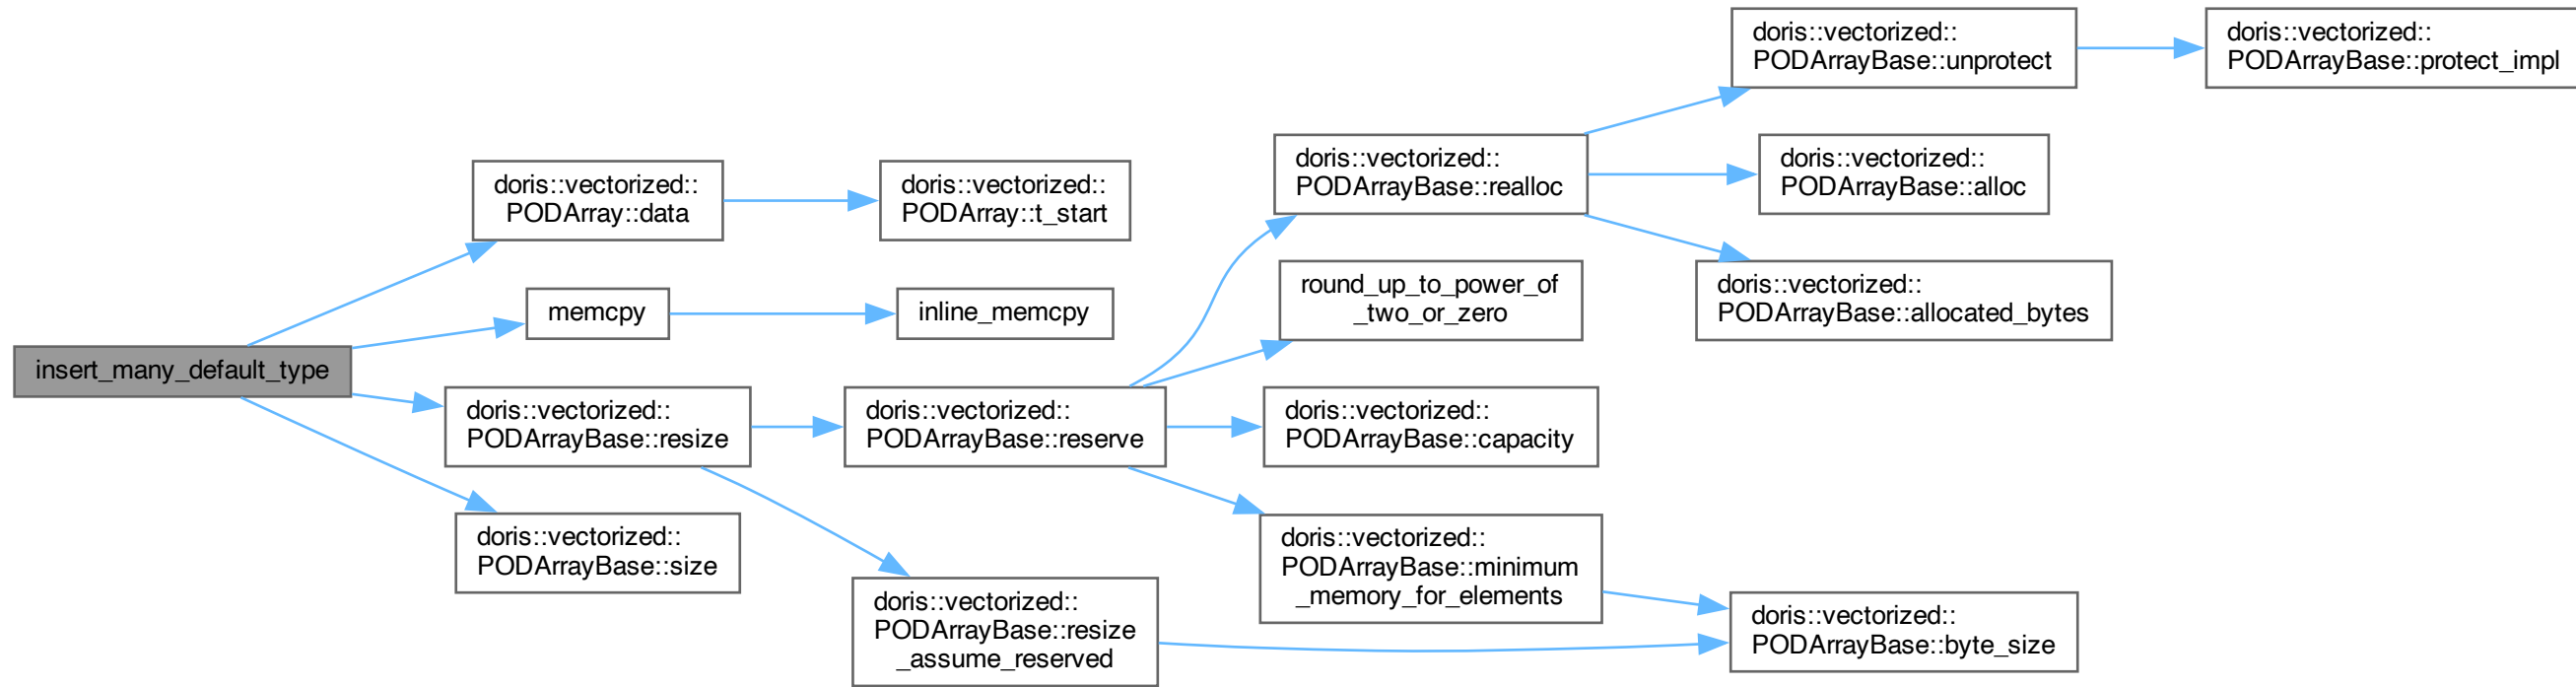 insert_many_default_type
doris::vectorized::
PODArray::data
doris::vectorized::
PODArray::t_start
memcpy
inline_memcpy
doris::vectorized::
PODArrayBase::resize
doris::vectorized::
PODArrayBase::reserve
doris::vectorized::
PODArrayBase::realloc
doris::vectorized::
PODArrayBase::unprotect
doris::vectorized::
PODArrayBase::protect_impl
doris::vectorized::
PODArrayBase::alloc
doris::vectorized::
PODArrayBase::allocated_bytes
round_up_to_power_of
_two_or_zero
doris::vectorized::
PODArrayBase::capacity
doris::vectorized::
PODArrayBase::minimum
_memory_for_elements
doris::vectorized::
PODArrayBase::byte_size
doris::vectorized::
PODArrayBase::resize
_assume_reserved
doris::vectorized::
PODArrayBase::size